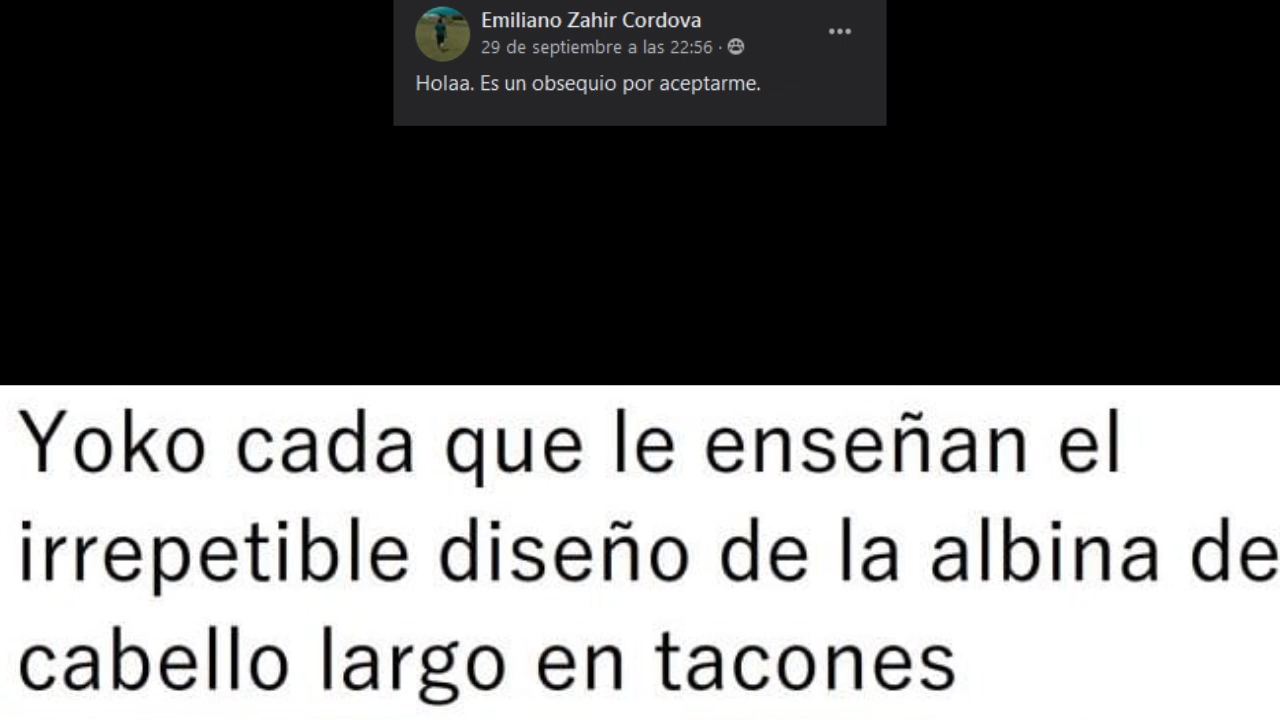 Emiliano Zahir Cordova
29 de septiembre a las 22:56 ·
Holaa. Es un obsequio por aceptarme.
Yoko cada que le enseñan el
irrepetible diseño de la albina de
cabello largo en tacones